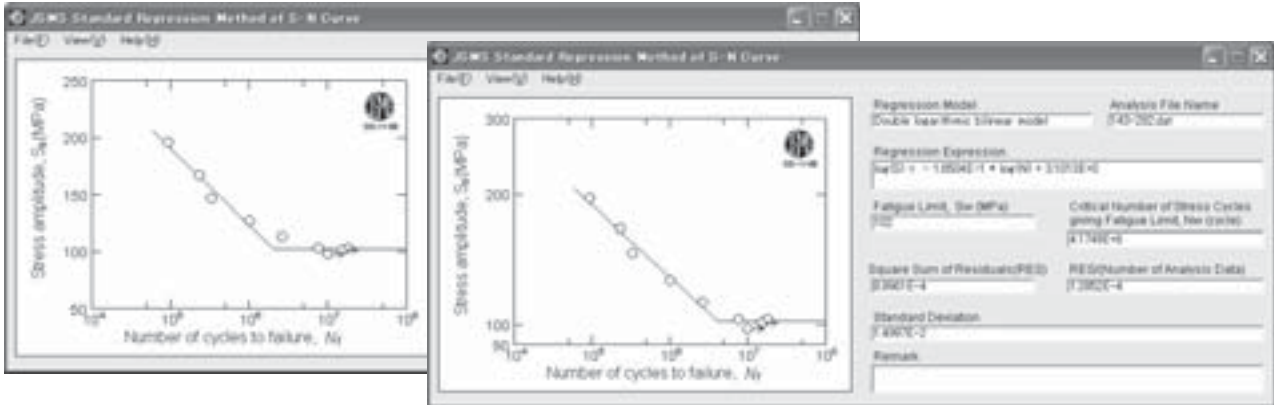 JSMS Standard Regression Method of S-N Curve
File(F) View(V) Help(H)
Stress amplitude, Sa(MPa)
250
200
150
100
50
10⁴ 10⁵ 10⁶ 10⁷ 10⁸
Number of cycles to failure, Nf
JSMS Standard Regression Method of S-N Curve
File(F) View(V) Help(H)
Stress amplitude, Sa(MPa)
300
200
100
90
10⁴ 10⁵ 10⁶ 10⁷ 10⁸
Number of cycles to failure, Nf
Regression Model
Double logarithmic bilinear model
Analysis File Name
Regression Expression
Fatigue Limit, Sw (MPa)
102
Critical Number of Stress Cycles
giving Fatigue Limit, Nw (cycle)
Square Sum of Residuals(RES)
RES/(Number of Analysis Data)
Standard Deviation
Remark